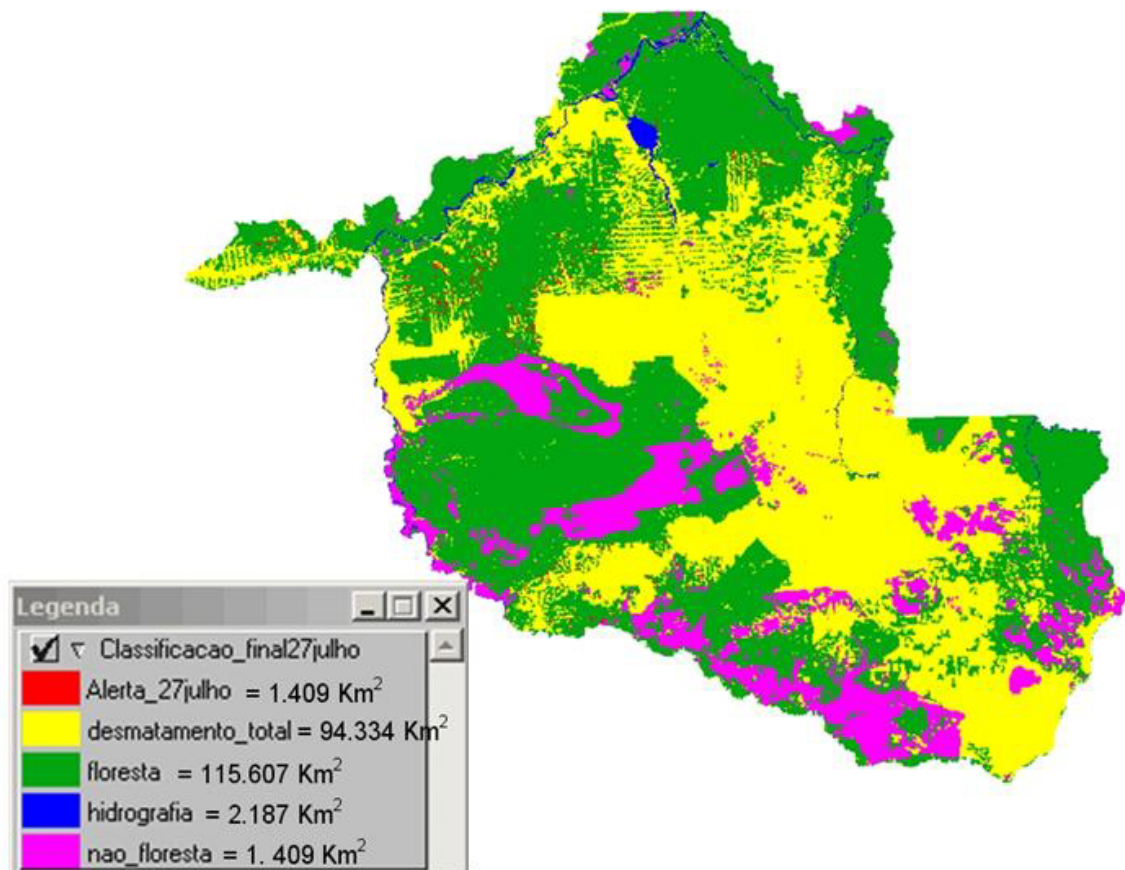 Legenda
Classificacao_final27julho
Alerta_27julho = 1.409 Km²
desmatamento_total = 94.334 Km²
floresta = 115.607 Km²
hidrografia = 2.187 Km²
nao_floresta = 1. 409 Km²